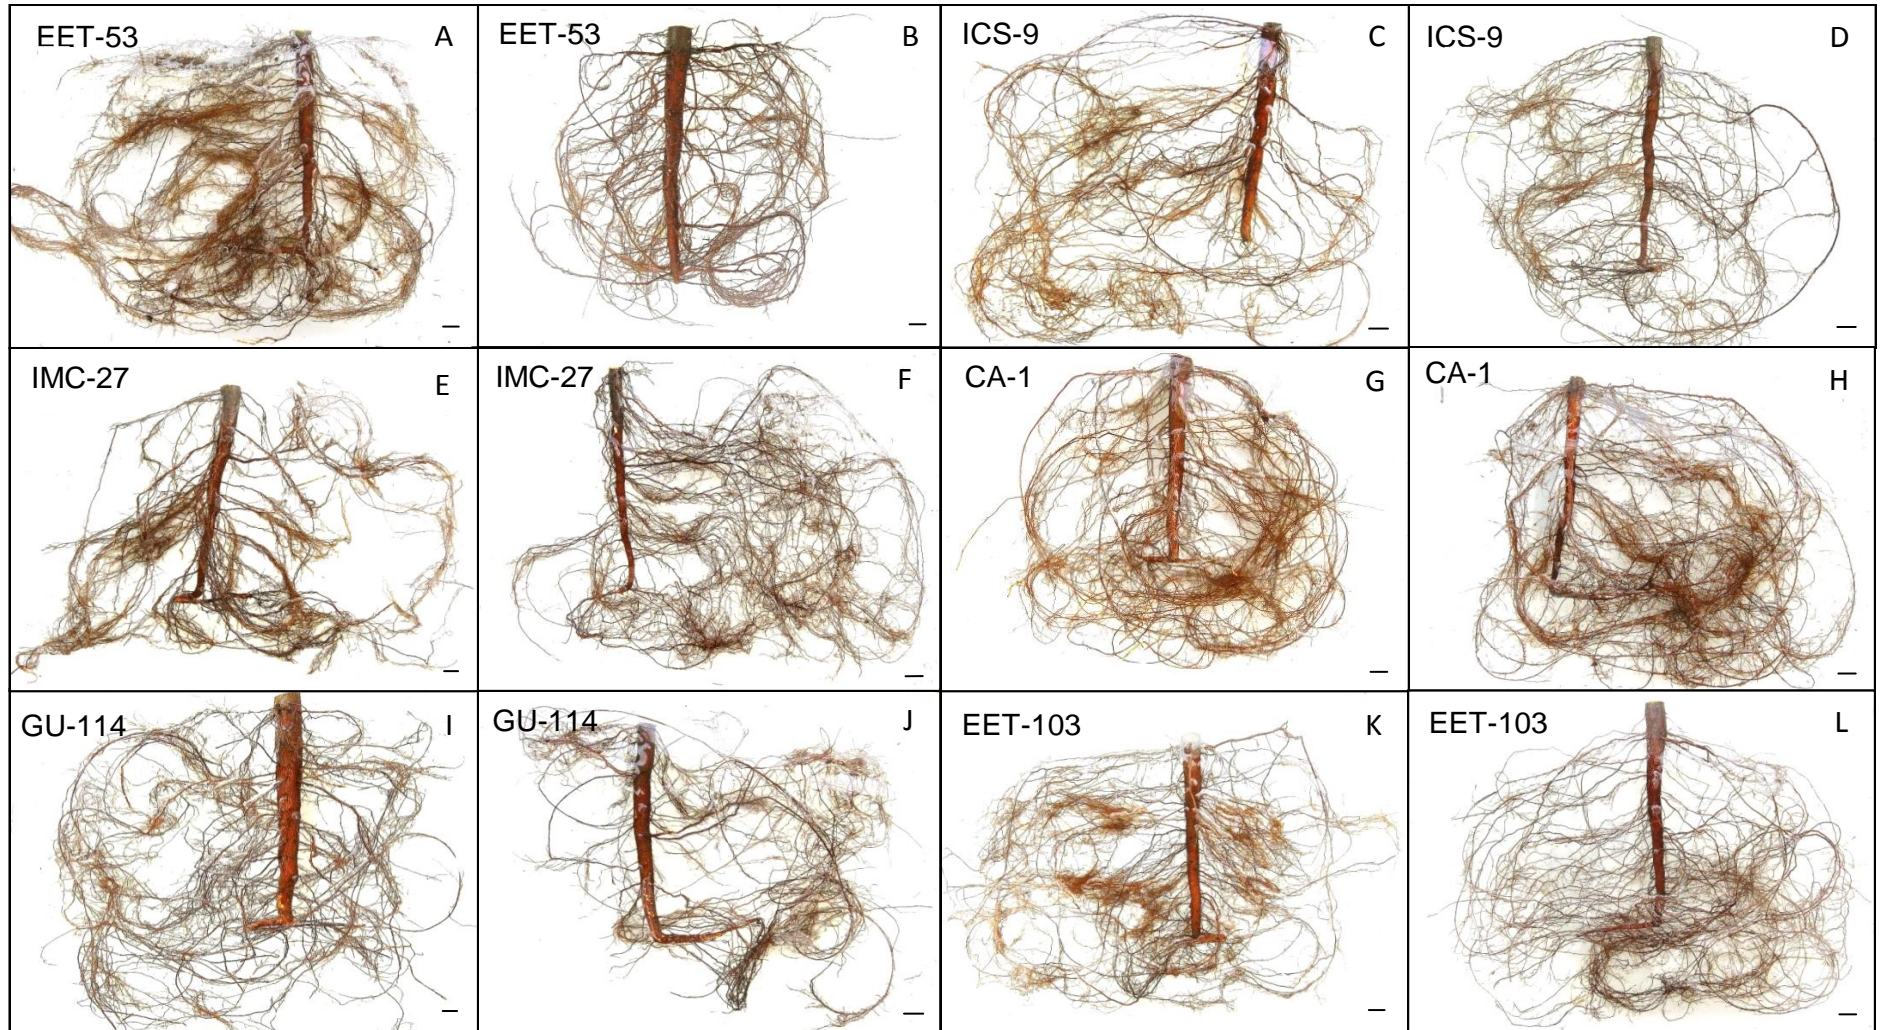 EET-53 A
EET-53 B
ICS-9 C
ICS-9 D
IMC-27 E
IMC-27 F
CA-1 G
CA-1 H
GU-114 I
GU-114 J
EET-103 K
EET-103 L